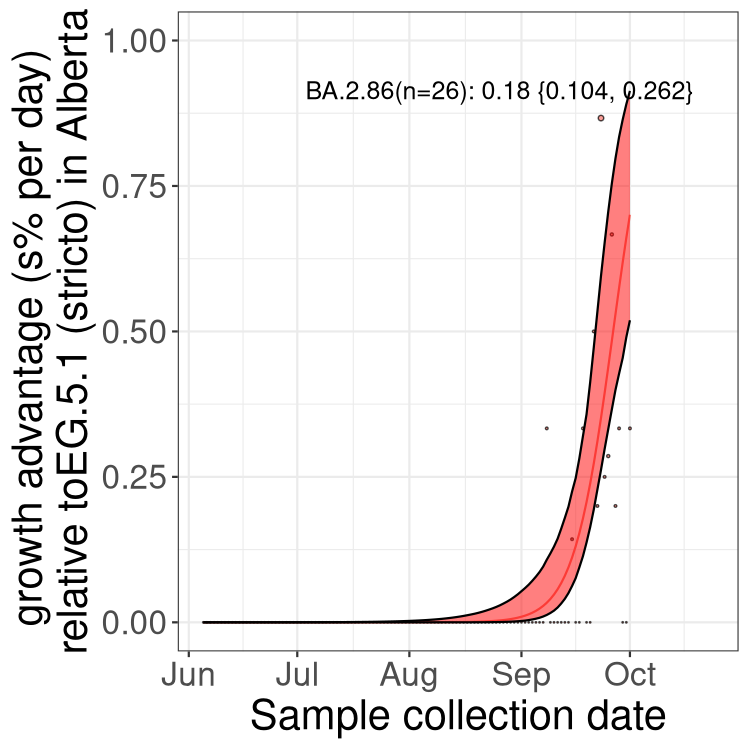 growth advantage (s% per day)
relative toEG.5.1 (stricto) in Alberta
1.00
0.75
0.50
0.25
0.00
BA.2.86(n=26): 0.18 {0.104, 0.262}
Jun
Jul
Aug
Sep
Oct
Sample collection date